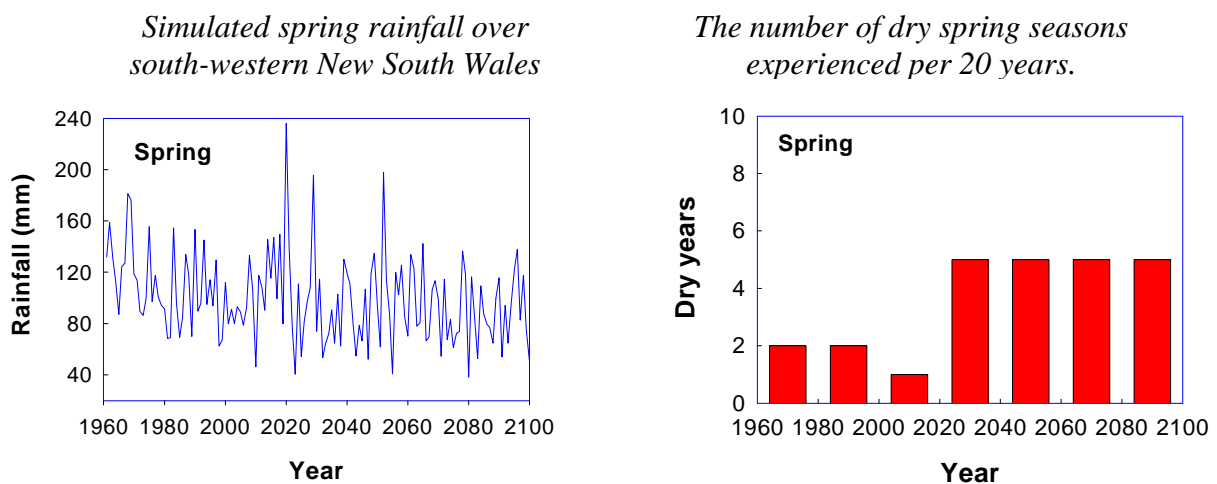 Simulated spring rainfall over
south-western New South Wales
240
200
160
120
80
40
Spring
Rainfall (mm)
1960 1980 2000 2020 2040 2060 2080 2100
Year
The number of dry spring seasons
experienced per 20 years.
10
8
6
4
2
0
Spring
Dry years
1960 1980 2000 2020 2040 2060 2080 2100
Year